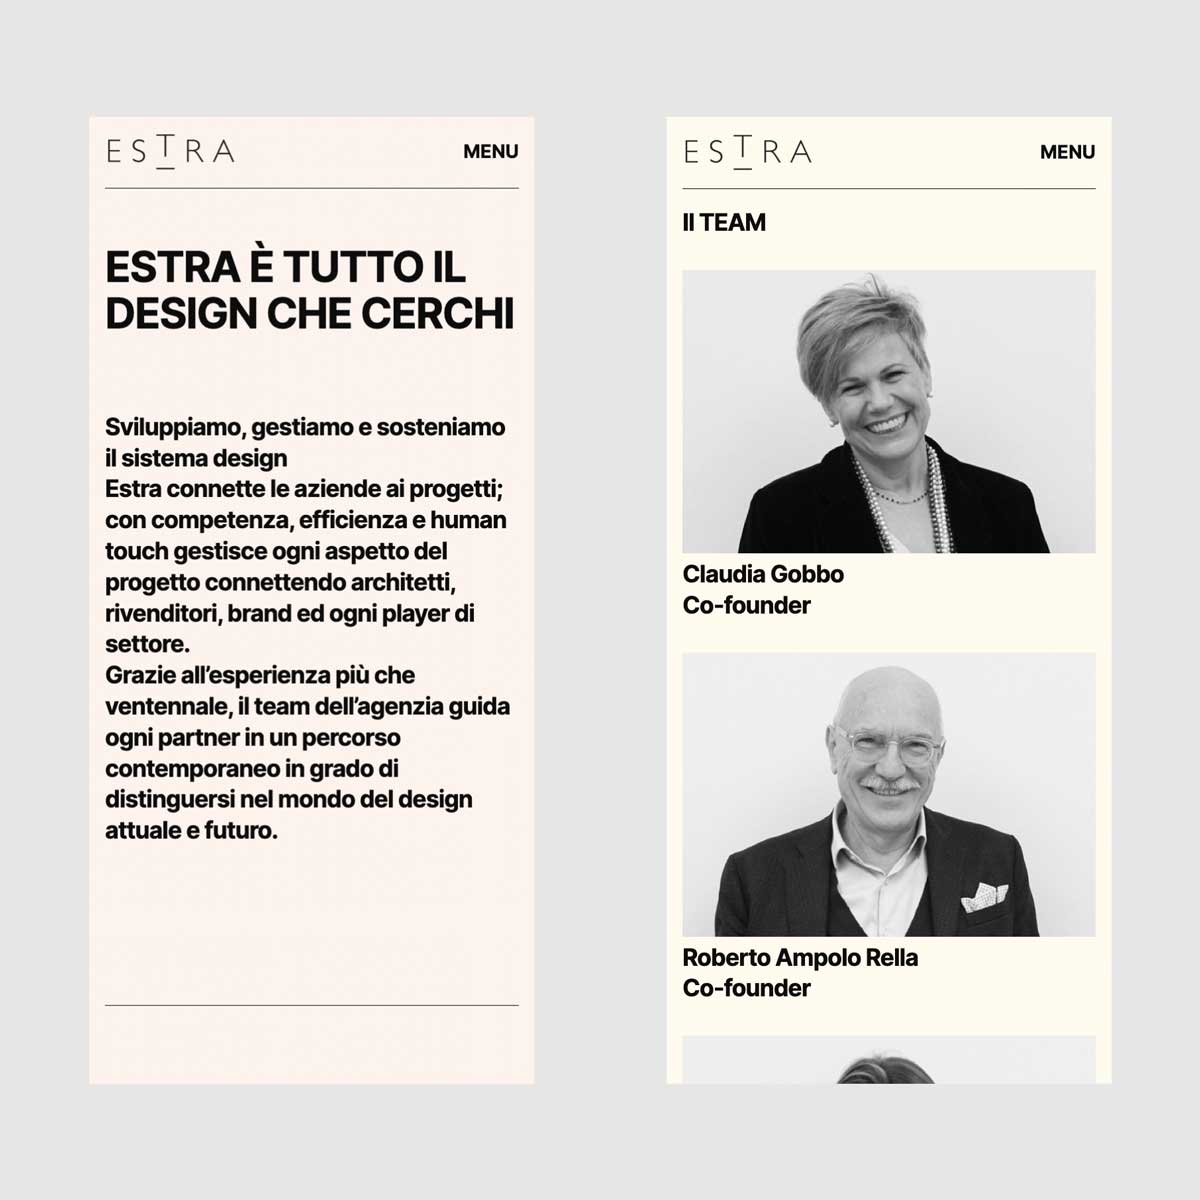 ESTRA
MENU
ESTRA È TUTTO IL
DESIGN CHE CERCHI
Sviluppiamo, gestiamo e sosteniamo
il sistema design
Estra connette le aziende ai progetti;
con competenza, efficienza e human
touch gestisce ogni aspetto del
progetto connettendo architetti,
rivenditori, brand ed ogni player di
settore.
Grazie all’esperienza più che
ventennale, il team dell’agenzia guida
ogni partner in un percorso
contemporaneo in grado di
distinguersi nel mondo del design
attuale e futuro.
ESTRA
MENU
Il TEAM
Claudia Gobbo
Co-founder
Roberto Ampolo Rella
Co-founder